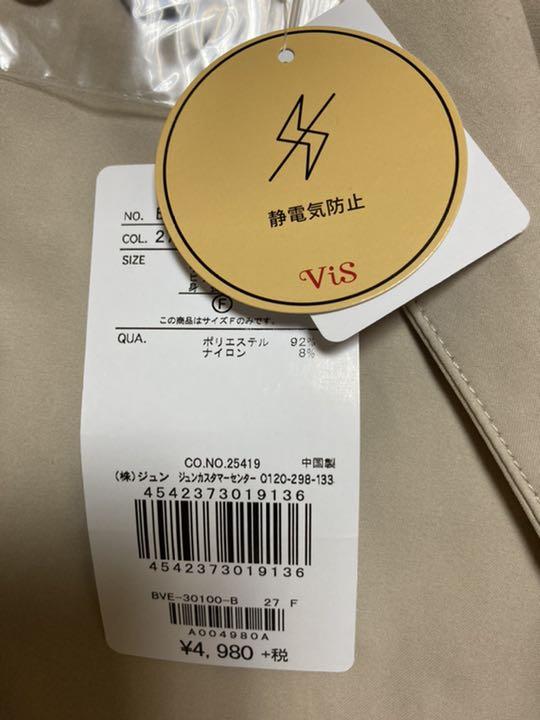 静電気防止
ViS
NO.
COL. 27
SIZE
F
この商品はサイズFのみです。
QUA. ポリエステル 92%
ナイロン 8%
CO.NO.25419 中国製
(株)ジュン ジュンカスタマーセンター 0120-298-133
4542373019136
4542373019136
BVE-30100-B 27 F
A004980A
¥4,980 +税